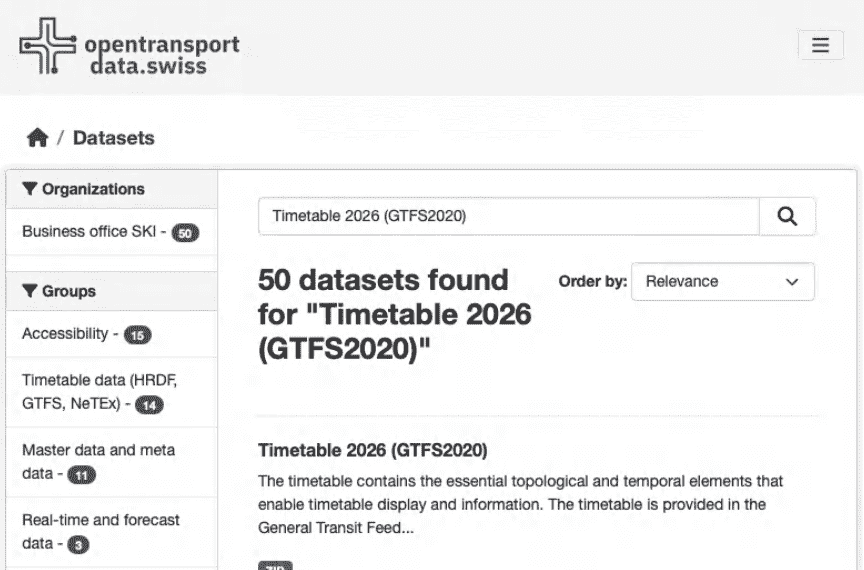 opentransport
data.swiss
/ Datasets
Organizations
Business office SKI - 50
Groups
Accessibility - 15
Timetable data (HRDF,
GTFS, NeTEx) - 14
Master data and meta
data - 11
Real-time and forecast
data - 3
Timetable 2026 (GTFS2020)
50 datasets found
for "Timetable 2026
(GTFS2020)"
Order by: Relevance
Timetable 2026 (GTFS2020)
The timetable contains the essential topological and temporal elements that
enable timetable display and information. The timetable is provided in the
General Transit Feed...